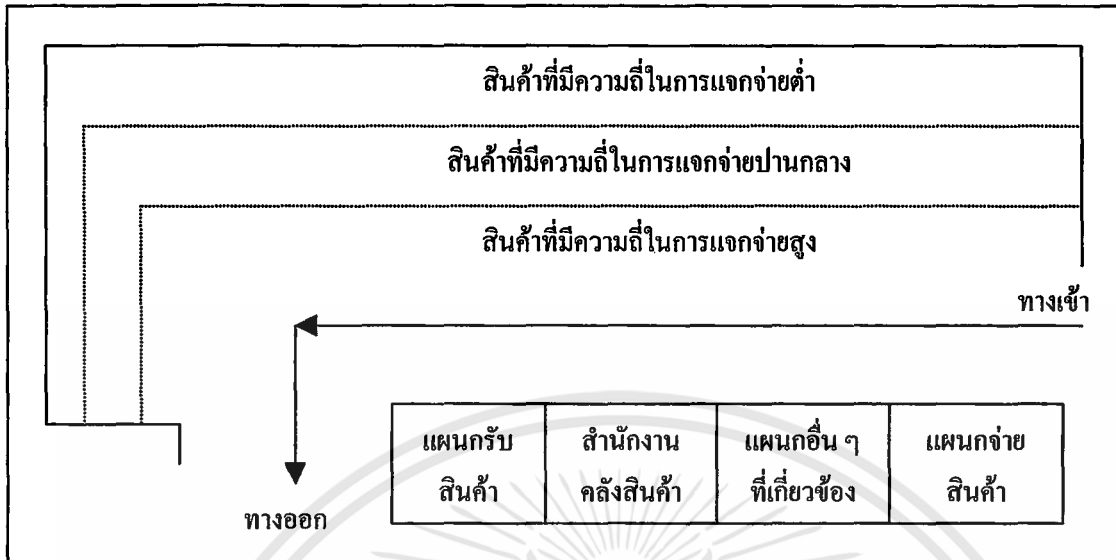 สินค้าที่มีความถี่ในการแจกจ่ายต่ำ
สินค้าที่มีความถี่ในการแจกจ่ายปานกลาง
สินค้าที่มีความถี่ในการแจกจ่ายสูง
ทางเข้า
แผนกรับ
สินค้า
สำนักงาน
คลังสินค้า
แผนกอื่น ๆ
ที่เกี่ยวข้อง
แผนกจ่าย
สินค้า
ทางออก